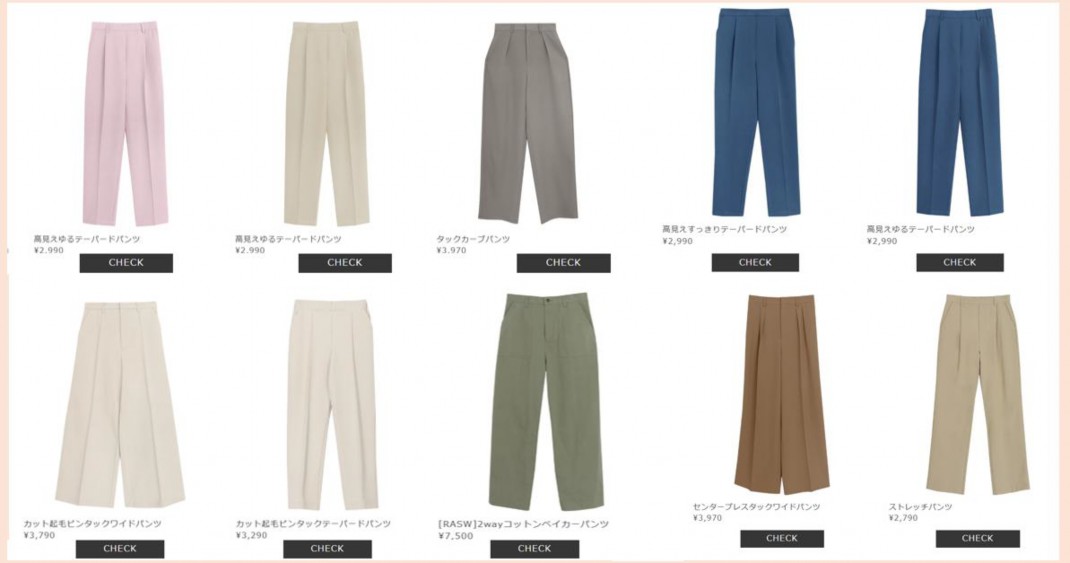 高見えゆるテーパードパンツ
¥2.990
CHECK
高見えゆるテーパードパンツ
¥2.990
CHECK
タックカーブパンツ
¥3.970
CHECK
高見えすっきりテーパードパンツ
¥2,990
CHECK
高見えゆるテーパードパンツ
¥2,990
CHECK
カット起毛ピンタックワイドパンツ
¥3,790
CHECK
カット起毛ピンタックテーパードパンツ
¥3,290
CHECK
[RASW]2wayコットンベイカーパンツ
¥7,500
CHECK
センタープレスタックワイドパンツ
¥3,970
CHECK
ストレッチパンツ
¥2,790
CHECK